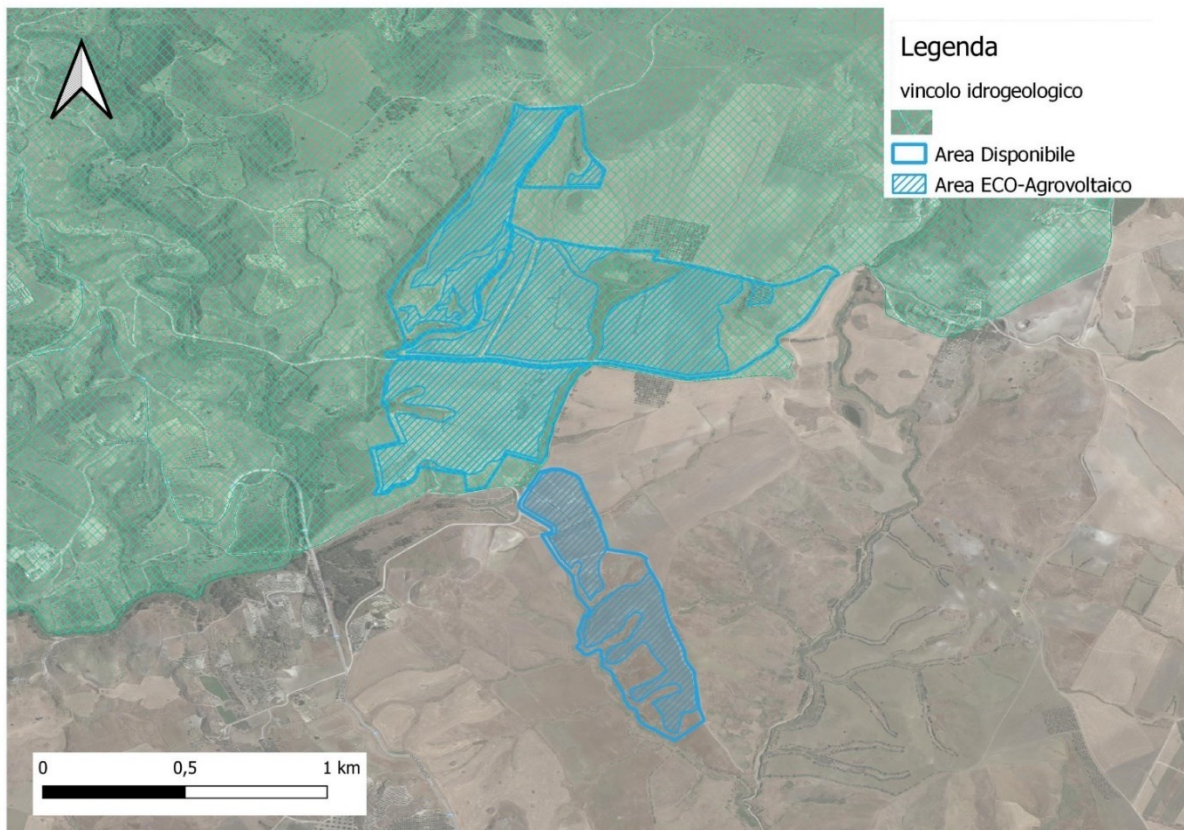 Legenda
vincolo idrogeologico
Area Disponibile
Area ECO-Agrovoltaico
0 0,5 1 km